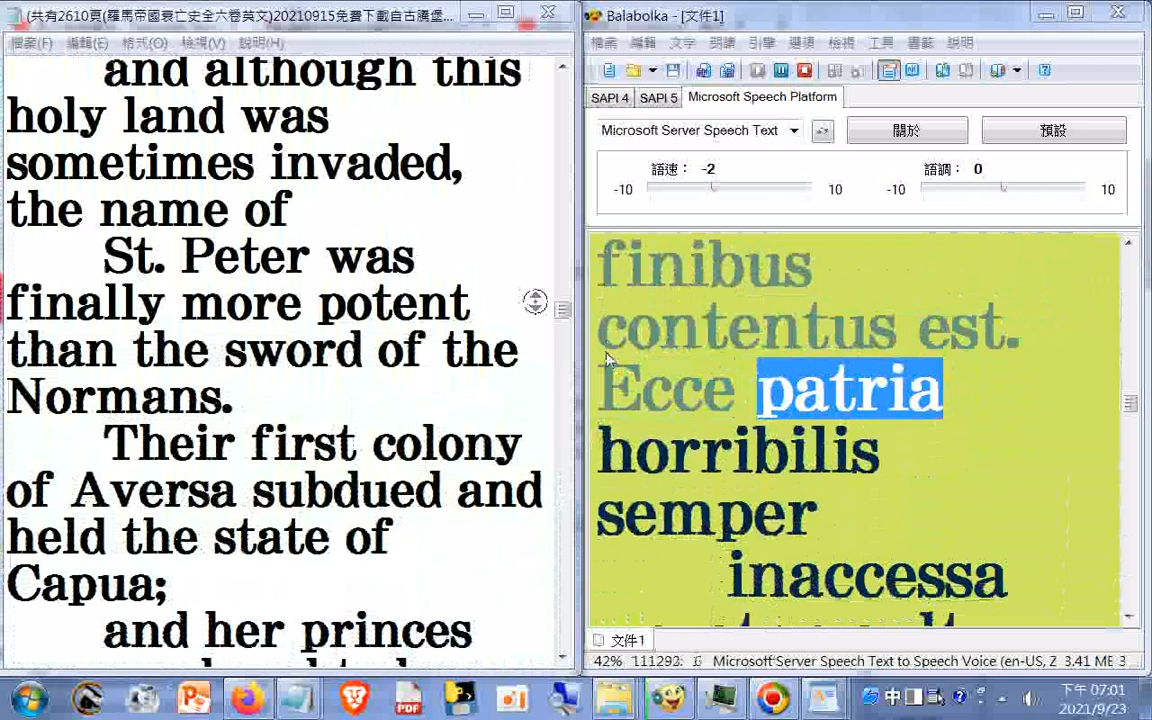 (共有2610頁(羅馬帝國衰亡史全六卷英文)20210915免費下載自古騰堡...
檔案(F) 編輯(E) 格式(O) 檢視(V) 說明(H)
and although this
holy land was
sometimes invaded,
the name of
St. Peter was
finally more potent
than the sword of the
Normans.
Their first colony
of Aversa subdued and
held the state of
Capua;
and her princes
Balabolka - [文件1]
檔案 編輯 文字 朗讀 引擎 選項 檢視 工具 書籤 說明
SAPI 4 SAPI 5 Microsoft Speech Platform
Microsoft Server Speech Text 關於 預設
語速： -2 語調： 0
-10 10 -10 10
finibus
contentus est.
Ecce patria
horribilis
semper
inaccessa
文件1
42% 111292. Microsoft Server Speech Text to Speech Voice (en-US, Z 3.41 ME 3
PDF 中 下午 07:01
2021/9/23